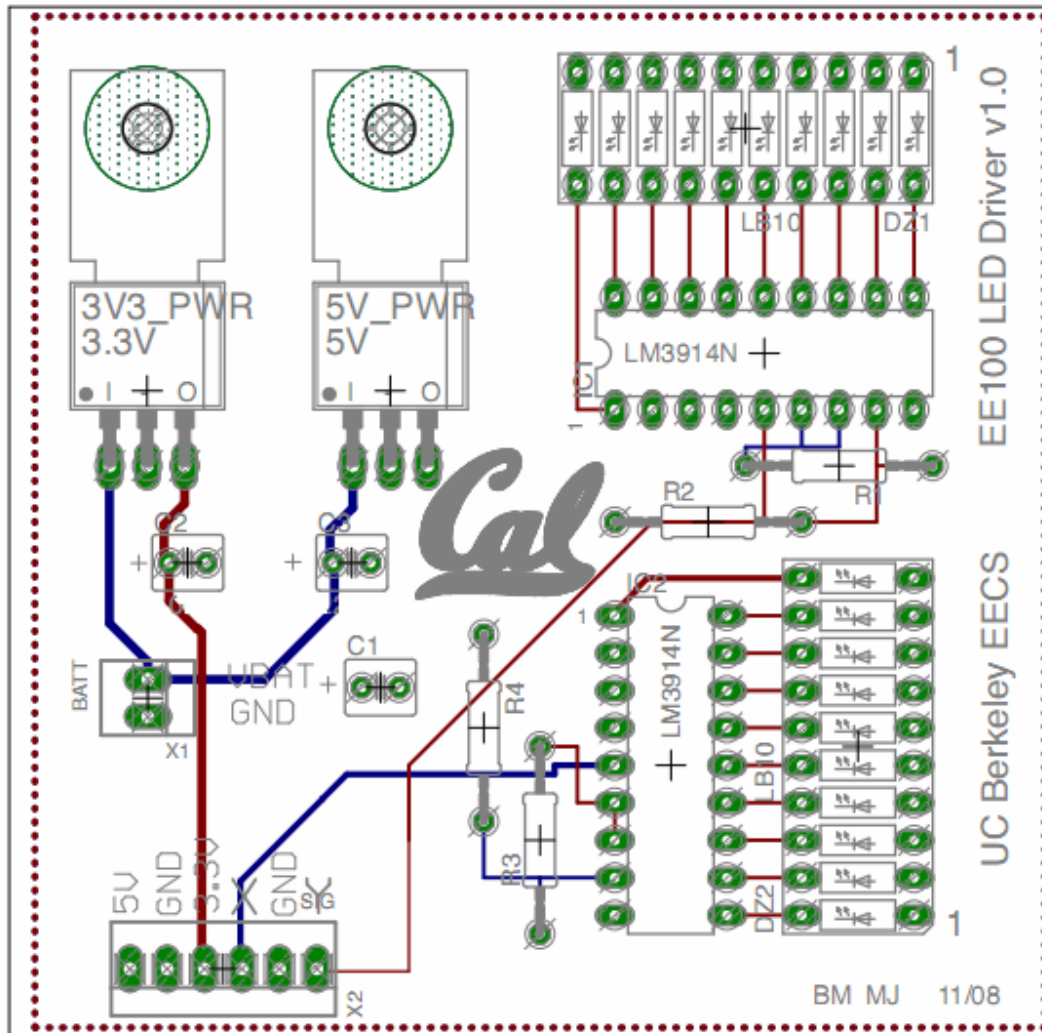 1
EE100 LED Driver v1.0
LB10
DZ1
3V3_PWR
3.3V
I
O
5V_PWR
5V
I
O
LM3914N
IC1
1
R1
R2
Cal
C2
+
C3
+
IC2
1
LM3914N
C1
+
R4
R3
BATT
VBAT
GND
X1
LB10
DZ2
1
UC Berkeley EECS
5V
GND
3.3V
X
GND
Y
SIG
X2
BM MJ 11/08